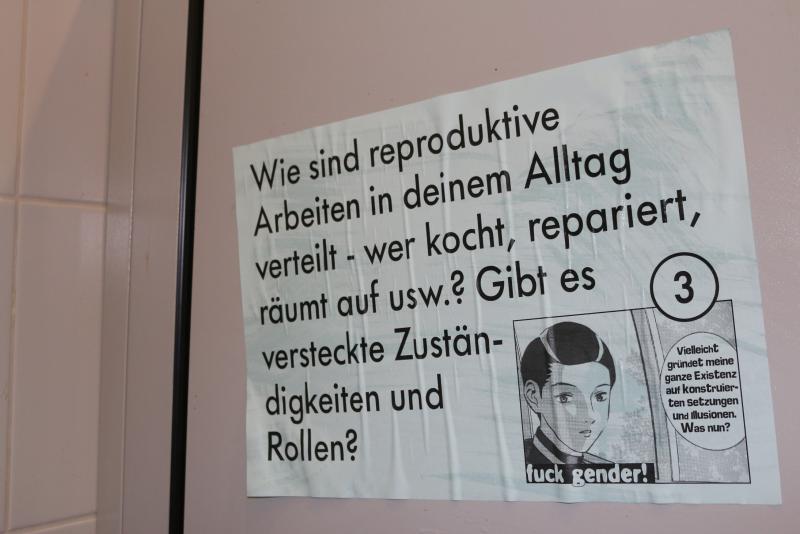 Wie sind reproduktive
Arbeiten in deinem Alltag
verteilt - wer kocht, repariert,
räumt auf usw.? Gibt es
versteckte Zustän-
digkeiten und
Rollen?
3
Vielleicht
gründet meine
ganze Existenz
auf konstruier-
ten Setzungen
und Illusionen.
Was nun?
fuck gender!